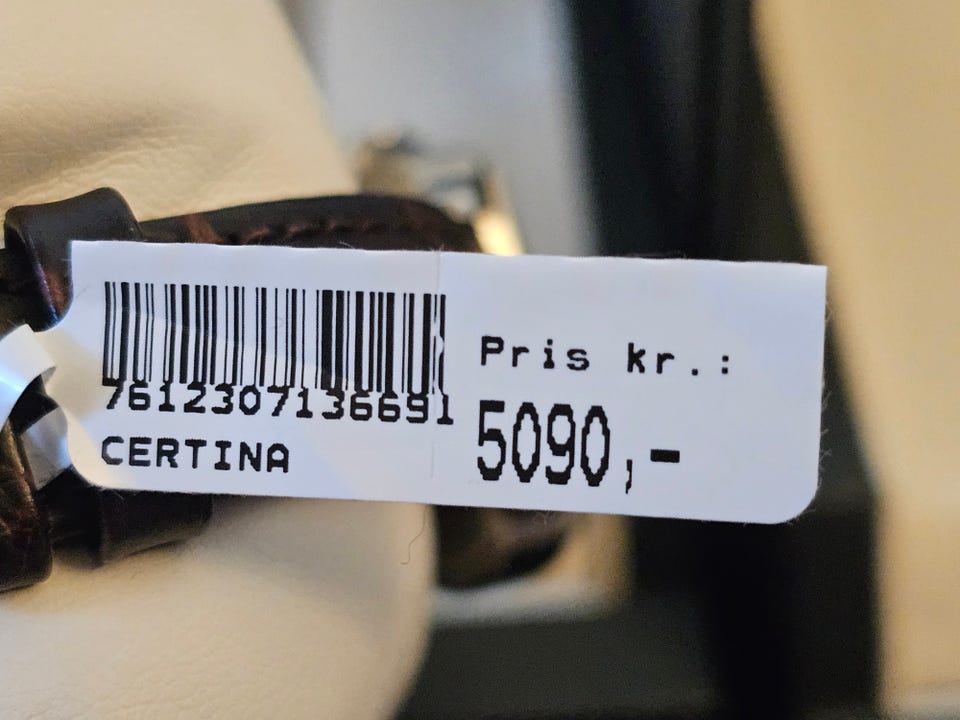 7612307136691
CERTINA
Pris kr.:
5090,-